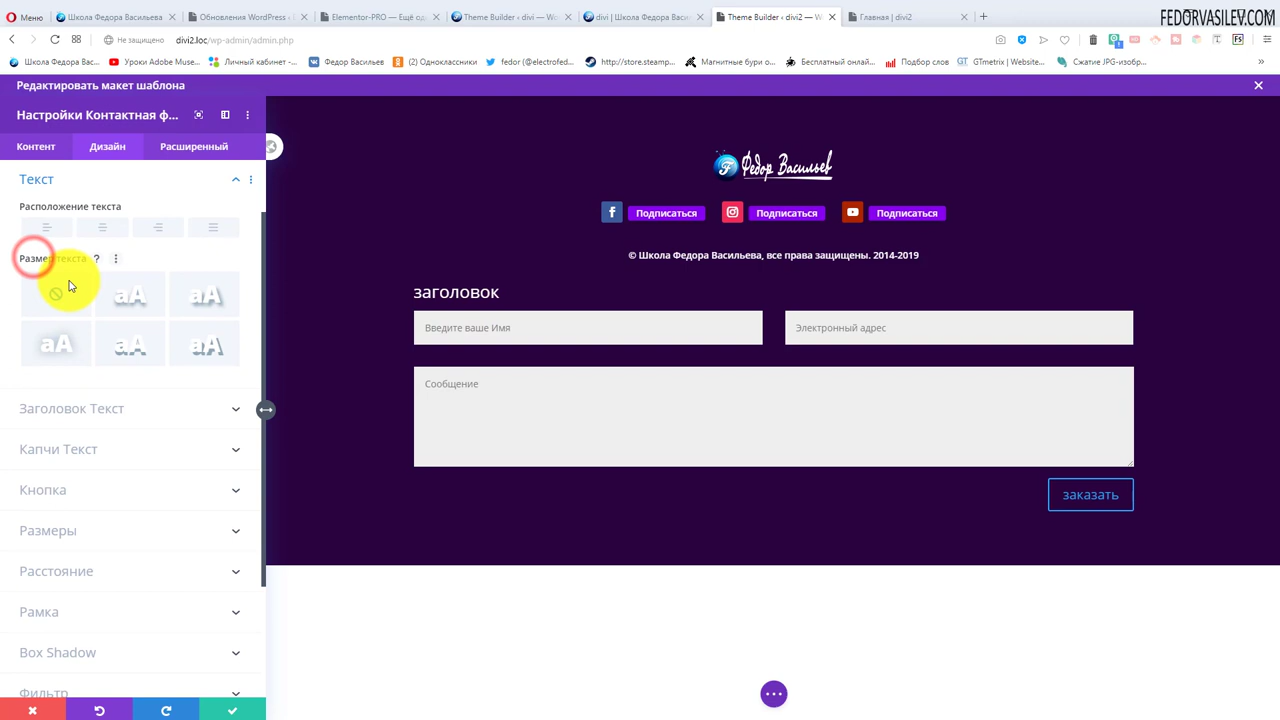 Меню
Школа Федора Васильева
Обновления WordPress ‹
Elementor-PRO — Ещё од
Theme Builder ‹ divi — Wo
divi | Школа Федора Васи
Theme Builder ‹ divi2 — W
Главная | divi2
FEDORVASILEV.COM
Не защищено
divi2.loc/wp-admin/admin.php
Школа Федора Вас...
Уроки Adobe Muse...
Личный кабинет -...
Федор Васильев
(2) Одноклассники
fedor (@electrofed...
http://store.steamp...
Магнитные бури о...
Бесплатный онлай...
Подбор слов
GTmetrix | Website...
Сжатие JPG-изобр...
Редактировать макет шаблона
Настройки Контактная ф...
Контент
Дизайн
Расширенный
Текст
Расположение текста
Размер текста
?
aA
aA
aA
aA
aA
Заголовок Текст
Капчи Текст
Кнопка
Размеры
Расстояние
Рамка
Box Shadow
Фильтр
Федор Васильев
Подписаться
Подписаться
Подписаться
© Школа Федора Васильева, все права защищены. 2014-2019
заголовок
Введите ваше Имя
Электронный адрес
Сообщение
заказать